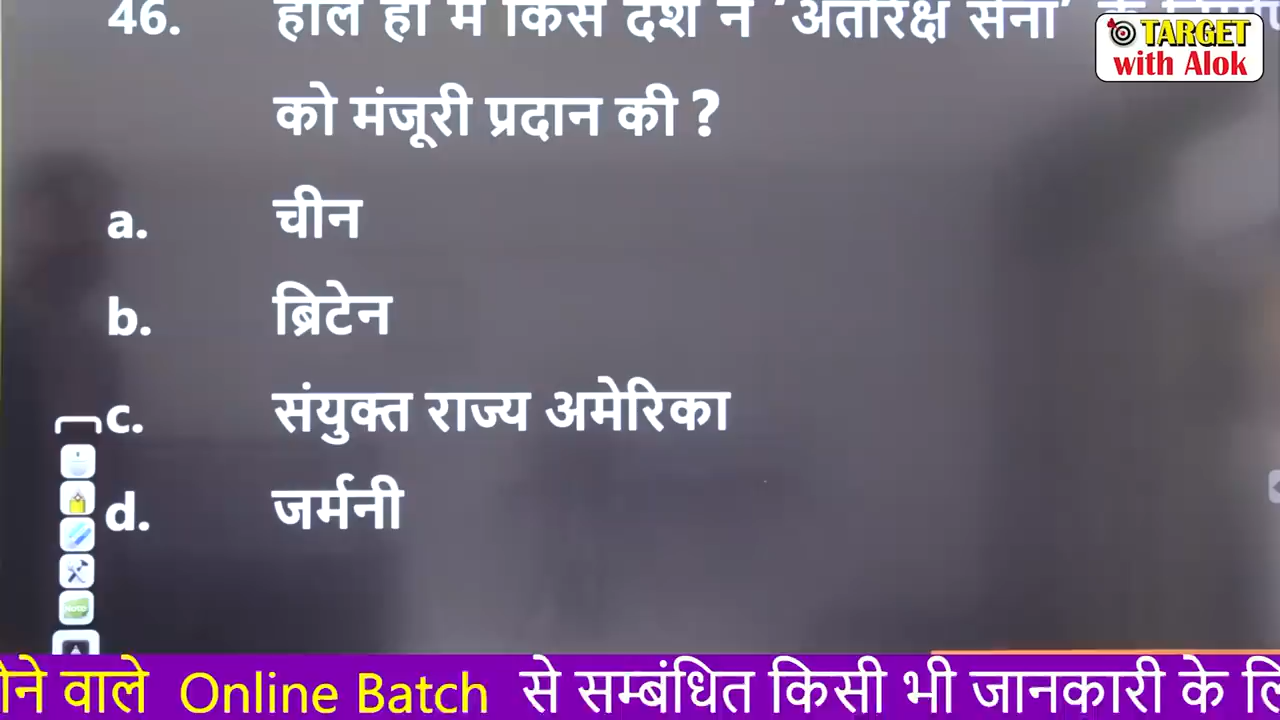 46. हाल ही में किस देश ने ‘अंतरिक्ष सेना’ के
TARGET
with Alok
को मंजूरी प्रदान की ?
a. चीन
b. ब्रिटेन
c. संयुक्त राज्य अमेरिका
d. जर्मनी
वाले Online Batch से सम्बंधित किसी भी जानकारी के